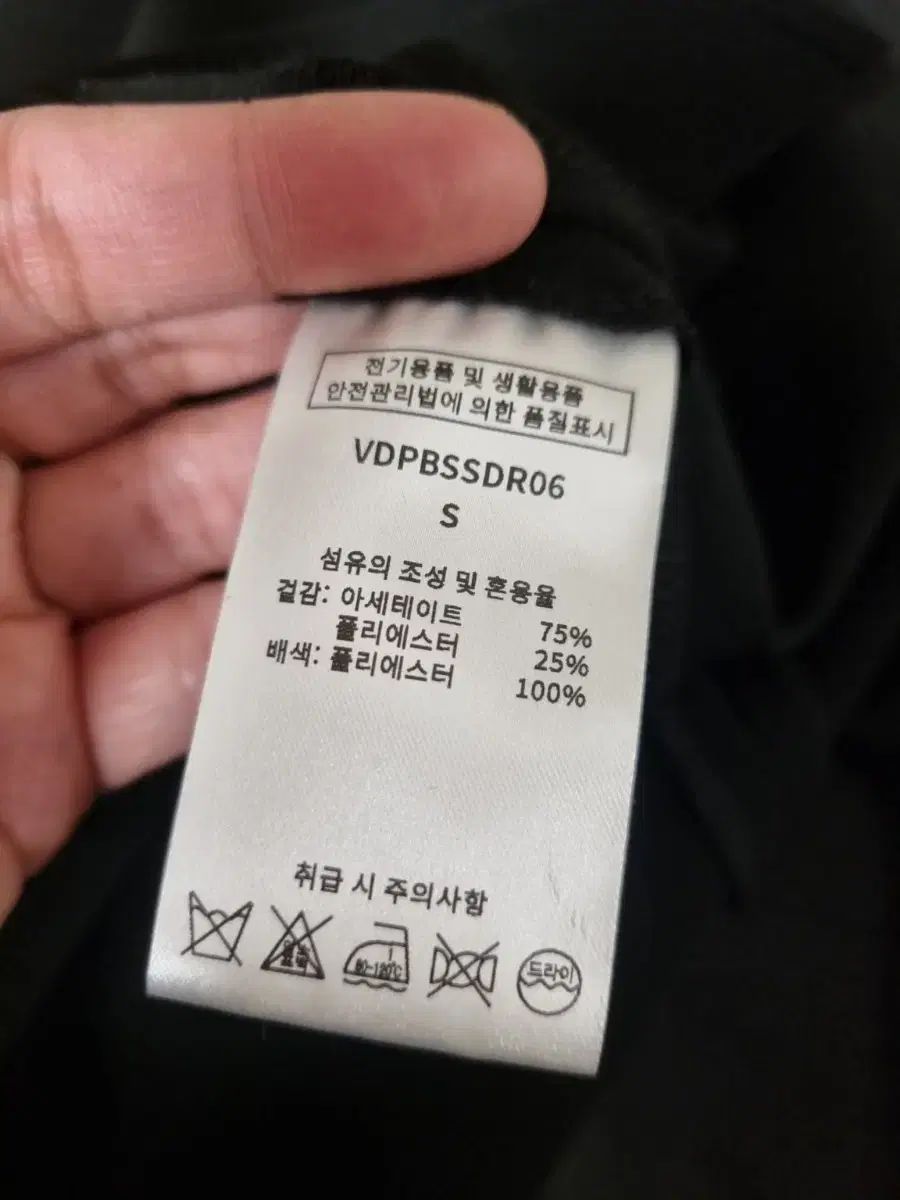 전기용품 및 생활용품
안전관리법에 의한 품질표시
VDPBSSDR06
S
섬유의 조성 및 혼용율
겉감: 아세테이트 75%
폴리에스터 25%
배색: 폴리에스터 100%
취급 시 주의사항
80-120℃
드라이